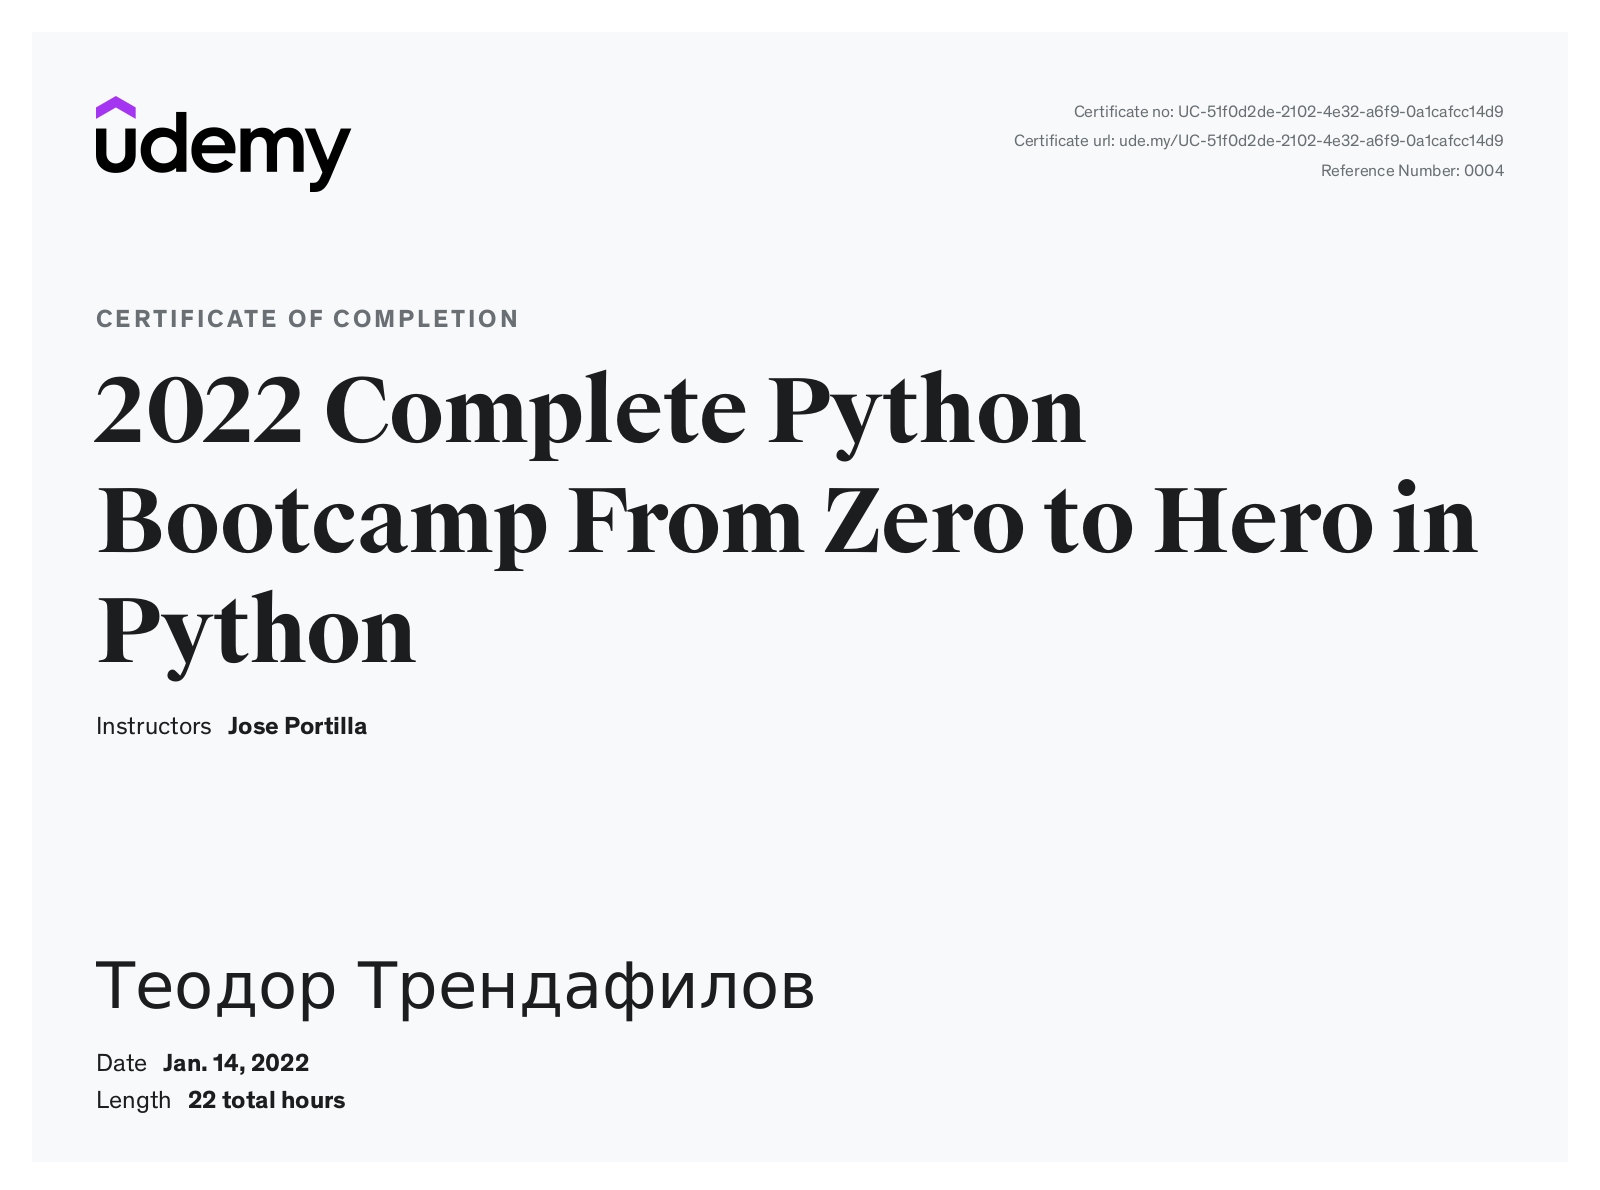 udemy
Certificate no: UC-51f0d2de-2102-4e32-a6f9-0a1cafcc14d9
Certificate url: ude.my/UC-51f0d2de-2102-4e32-a6f9-0a1cafcc14d9
Reference Number: 0004
CERTIFICATE OF COMPLETION
2022 Complete Python
Bootcamp From Zero to Hero in
Python
Instructors Jose Portilla
Теодор Трендафилов
Date Jan. 14, 2022
Length 22 total hours